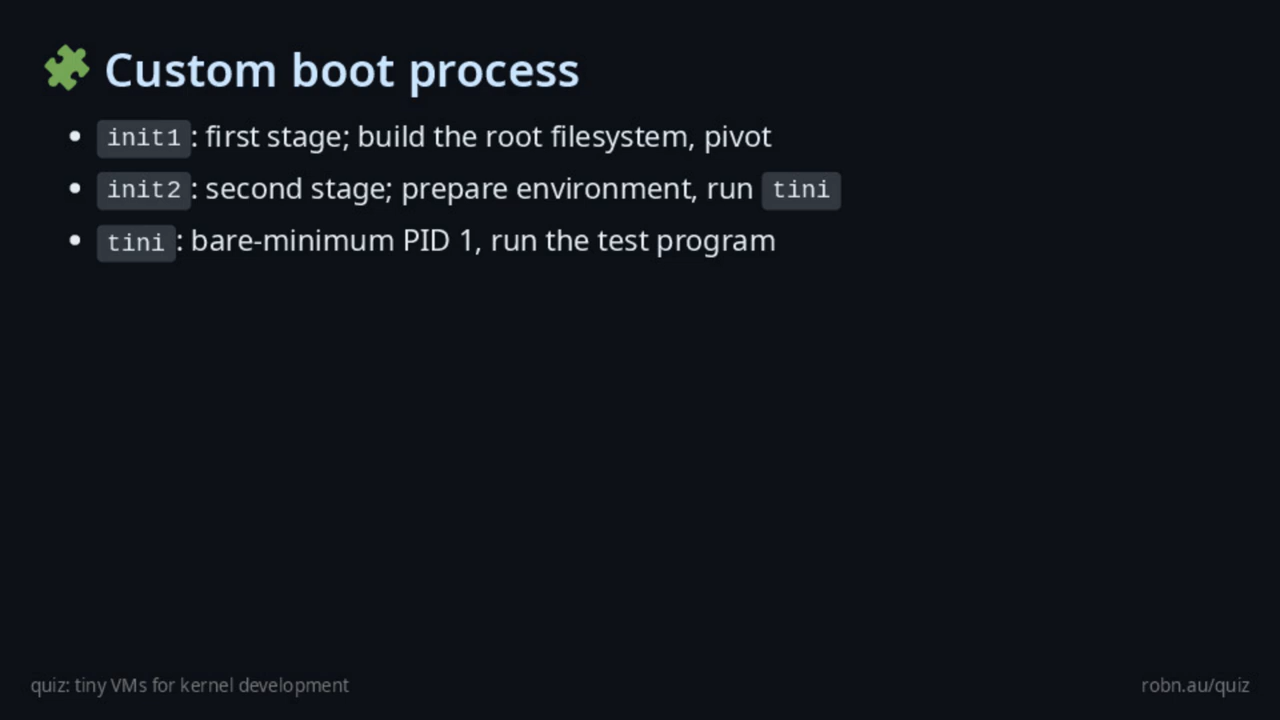 Custom boot process
init1: first stage; build the root filesystem, pivot
init2: second stage; prepare environment, run tini
tini: bare-minimum PID 1, run the test program
quiz: tiny VMs for kernel development
robn.au/quiz